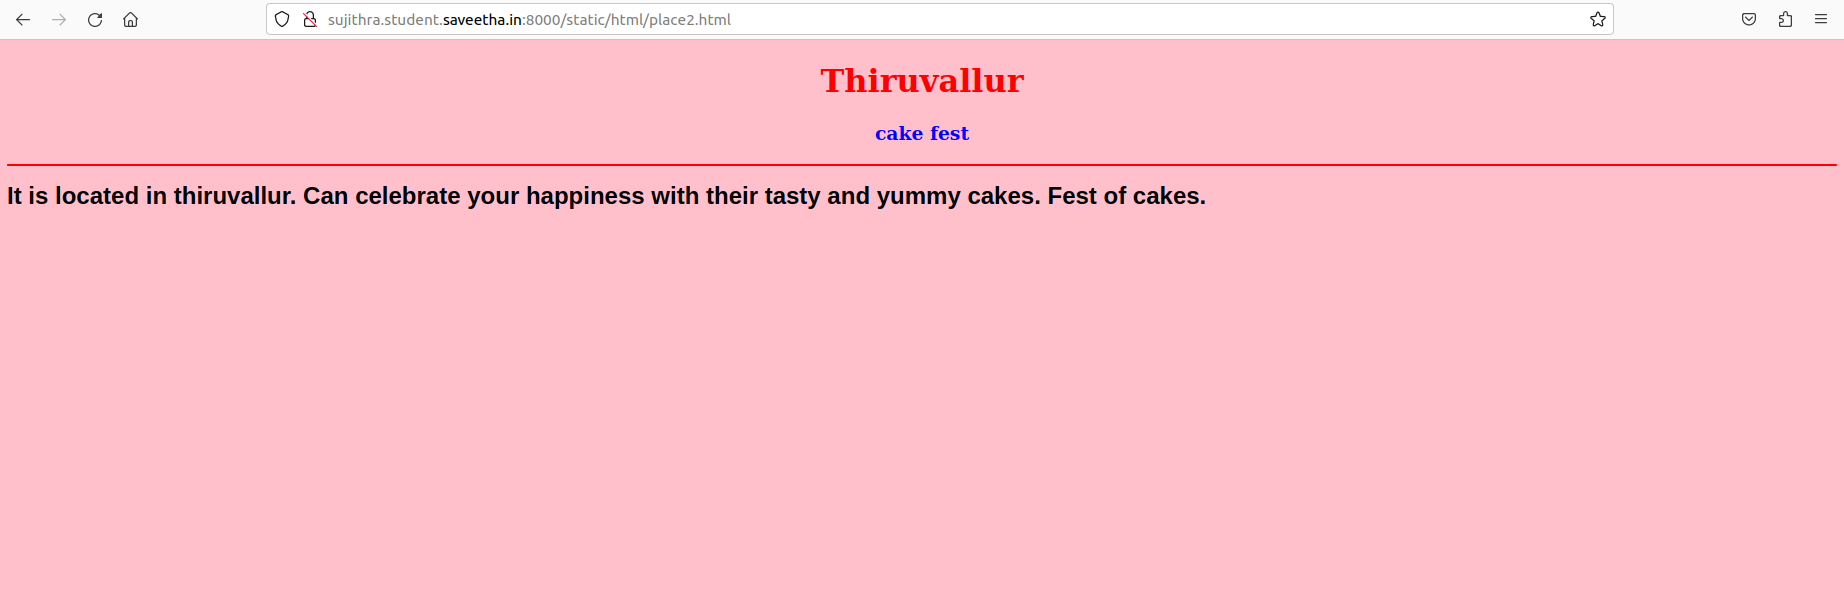 sujithra.student.saveetha.in:8000/static/html/place2.html
Thiruvallur
cake fest
It is located in thiruvallur. Can celebrate your happiness with their tasty and yummy cakes. Fest of cakes.